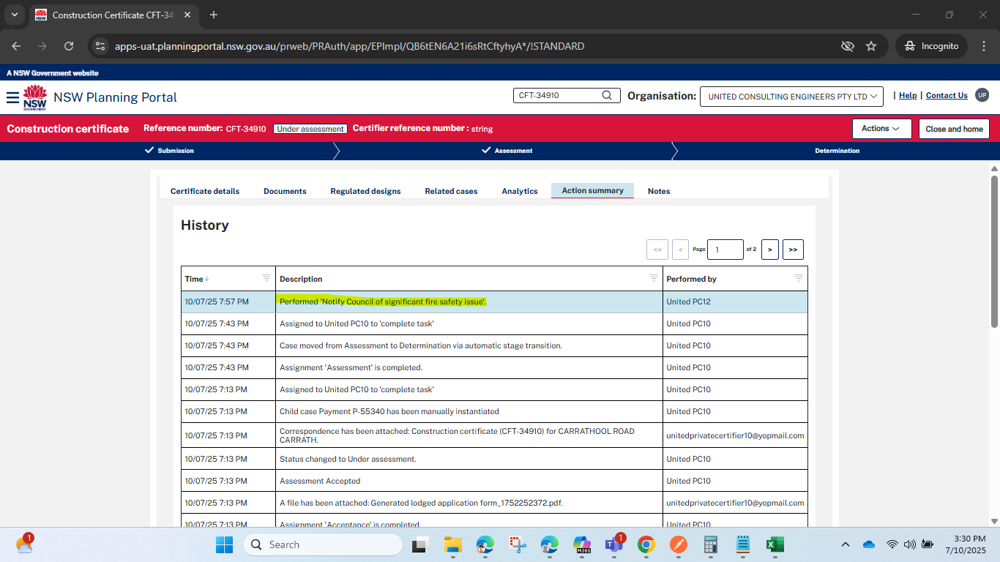 Construction Certificate CFT-34
apps-uat.planningportal.nsw.gov.au/prweb/PRAuth/app/EPImpl/QB6tEN6A21i6sRtCftyhyA*/!STANDARD
Incognito
A NSW Government website
NSW GOVERNMENT
NSW Planning Portal
CFT-34910
Organisation:
UNITED CONSULTING ENGINEERS PTY LTD
| Help | Contact Us
UP
Construction certificate
Reference number: CFT-34910
Under assessment
Certifier reference number : string
Actions
Close and home
Submission
Assessment
Determination
Certificate details
Documents
Regulated designs
Related cases
Analytics
Action summary
Notes
History
<< < Page 1 of 2 > >>
Time↓ Description Performed by
10/07/25 7:57 PM Performed 'Notify Council of significant fire safety issue'. United PC12
10/07/25 7:43 PM Assigned to United PC10 to 'complete task' United PC10
10/07/25 7:43 PM Case moved from Assessment to Determination via automatic stage transition. United PC10
10/07/25 7:43 PM Assignment 'Assessment' is completed. United PC10
10/07/25 7:13 PM Assigned to United PC10 to 'complete task' United PC10
10/07/25 7:13 PM Child case Payment P-55340 has been manually instantiated United PC10
10/07/25 7:13 PM Correspondence has been attached: Construction certificate (CFT-34910) for CARRATHOOL ROAD
CARRATH. unitedprivatecertifier10@yopmail.com
10/07/25 7:13 PM Status changed to Under assessment. United PC10
10/07/25 7:13 PM Assessment Accepted United PC10
10/07/25 7:13 PM A file has been attached: Generated lodged application form_1752252372.pdf. unitedprivatecertifier10@yopmail.com
10/07/25 7:13 PM Assignment 'Acceptance' is completed. United PC10
1
Search
M365
1
3:30 PM
7/10/2025